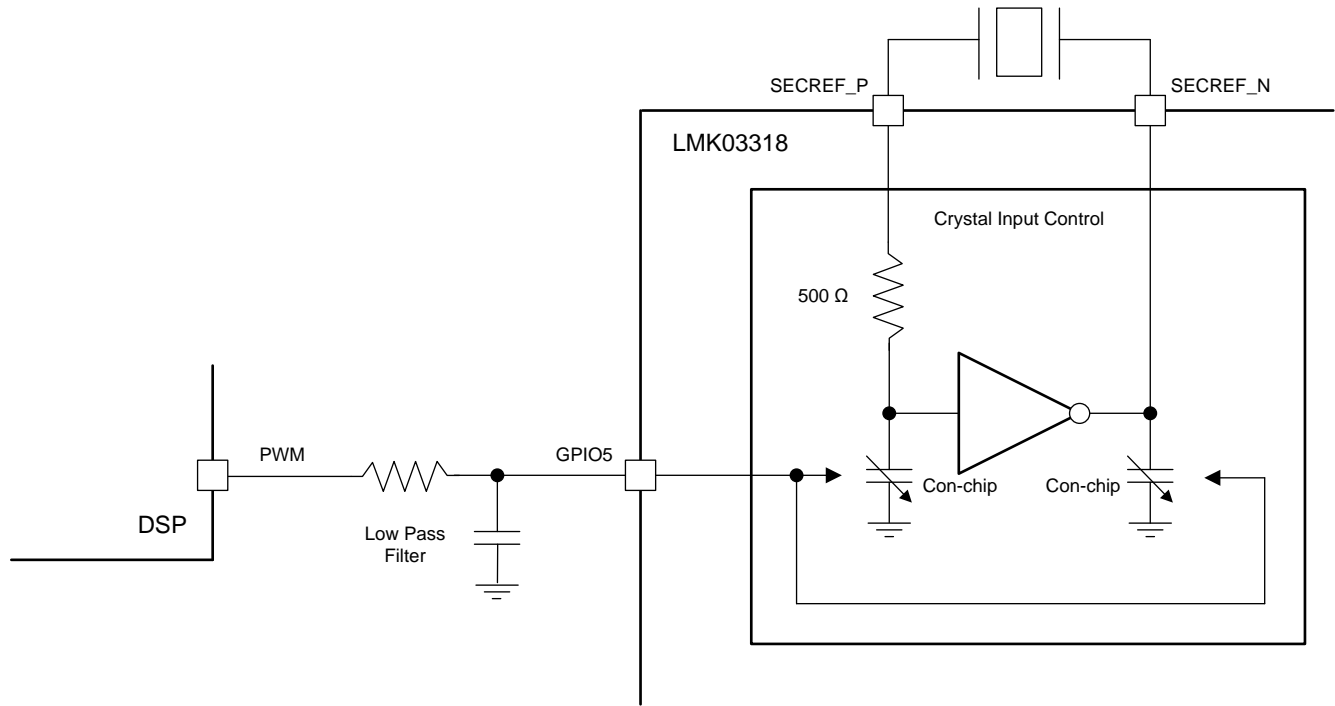 SECREF_P
SECREF_N
LMK03318
Crystal Input Control
500 Ω
PWM
GPIO5
Con-chip
Con-chip
DSP
Low Pass
Filter